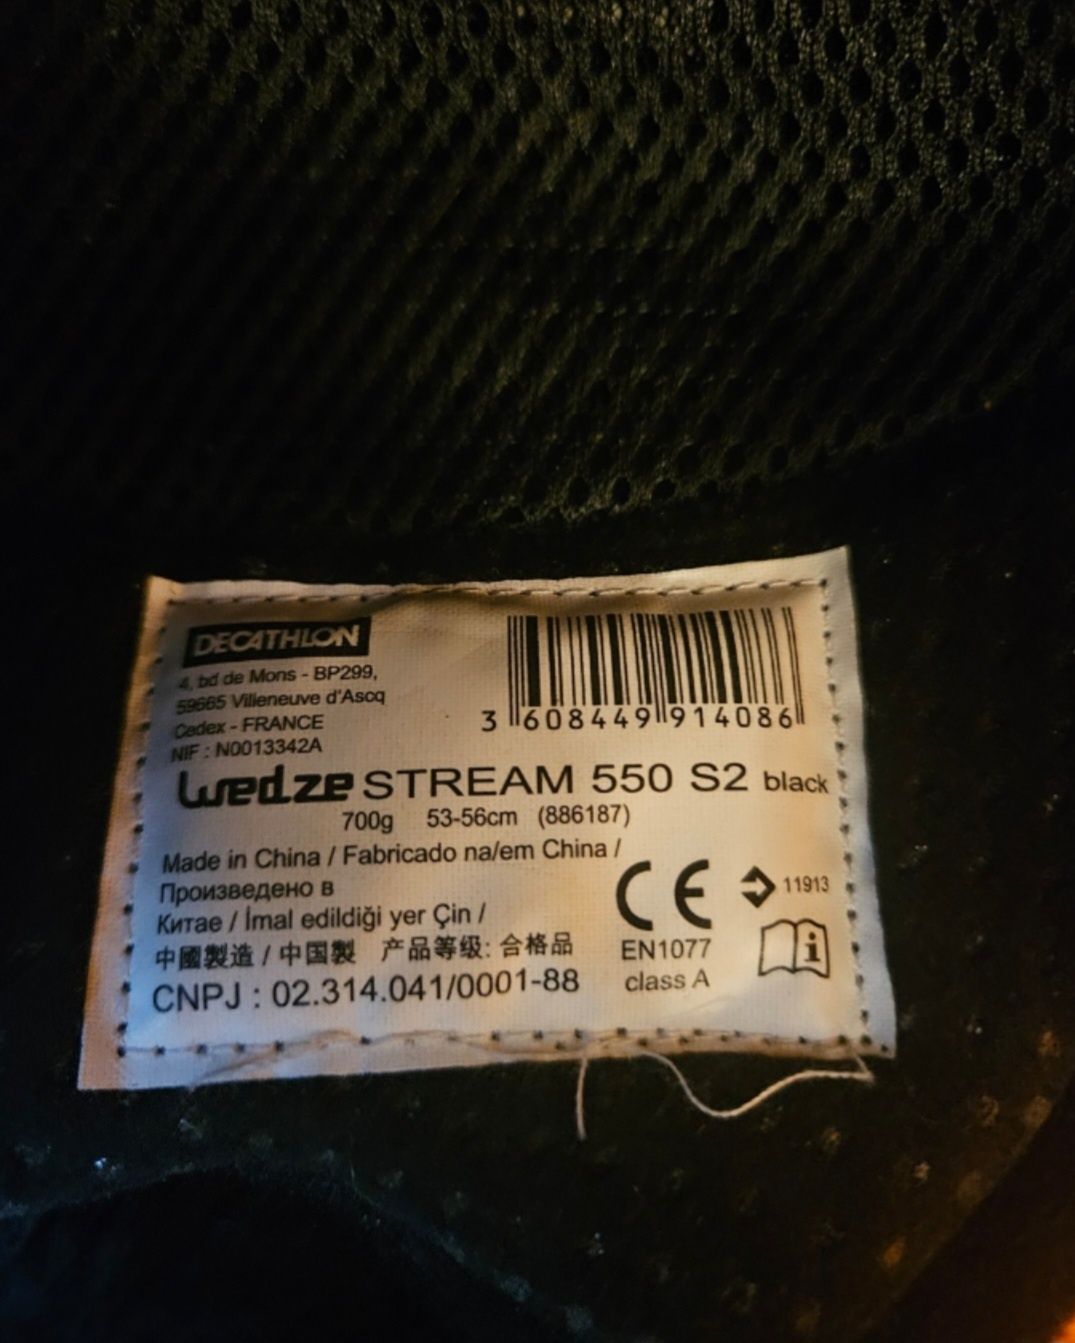 DECATHLON
4, bd de Mons - BP299,
59665 Villeneuve d'Ascq
Cedex - FRANCE
NIF : N0013342A
3 608449 914086
Wedze STREAM 550 S2 black
700g 53-56cm (886187)
Made in China / Fabricado na/em China /
Произведено в
Китае / İmal edildiği yer Çin /
中國製造 / 中国製 产品等级: 合格品
CNPJ : 02.314.041/0001-88
CE
11913
EN1077
class A
i